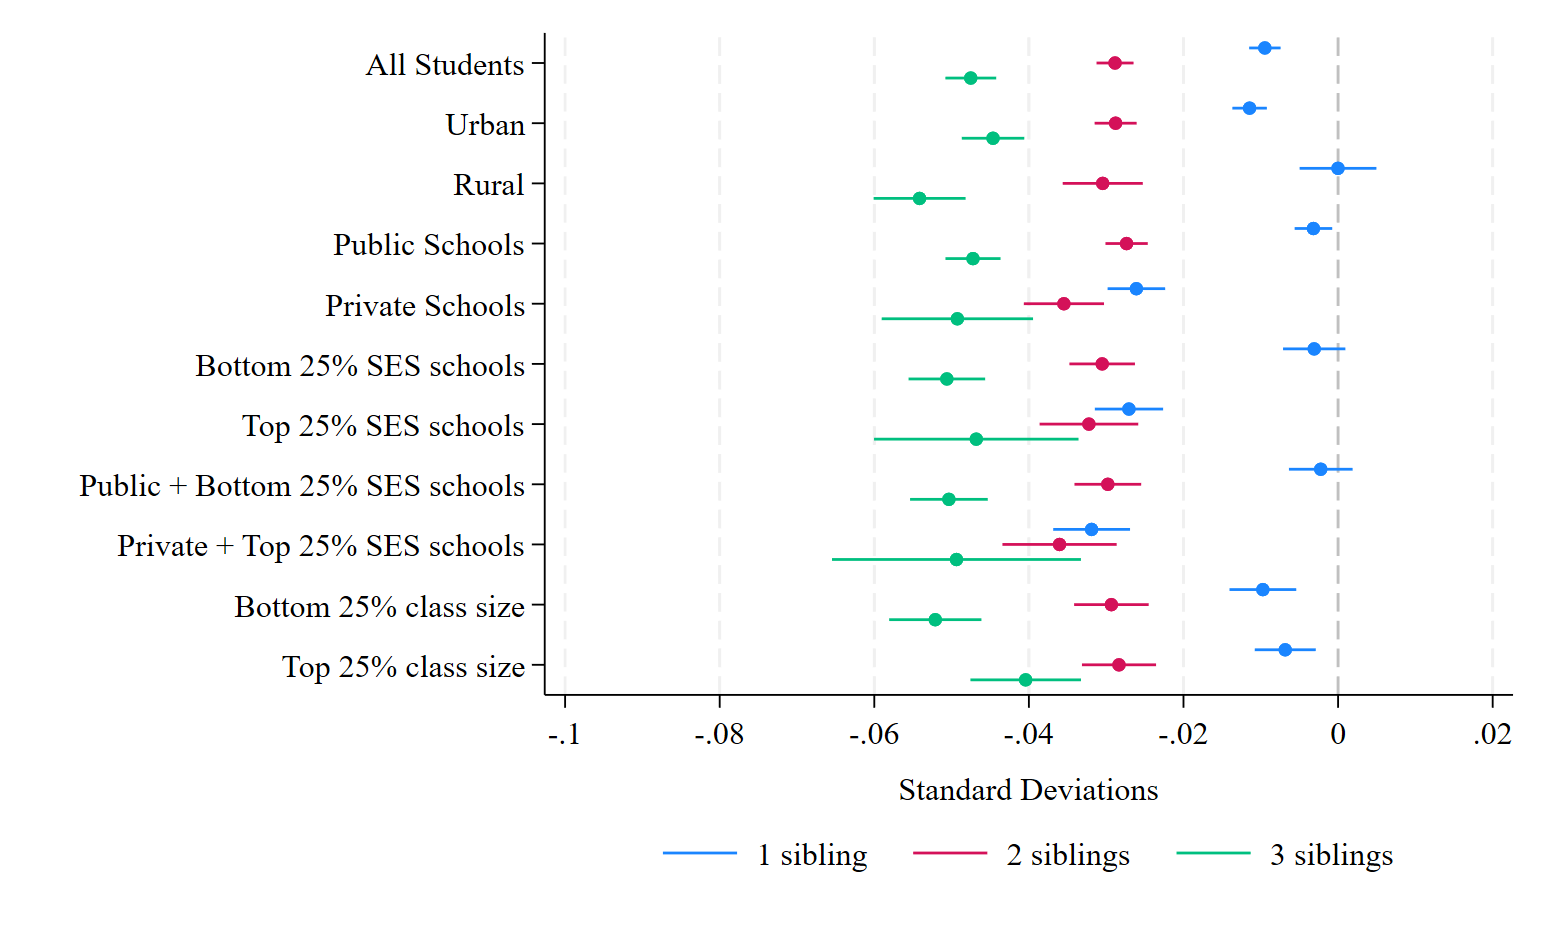 All Students
Urban
Rural
Public Schools
Private Schools
Bottom 25% SES schools
Top 25% SES schools
Public + Bottom 25% SES schools
Private + Top 25% SES schools
Bottom 25% class size
Top 25% class size
-.1 -.08 -.06 -.04 -.02 0 .02
Standard Deviations
1 sibling 2 siblings 3 siblings